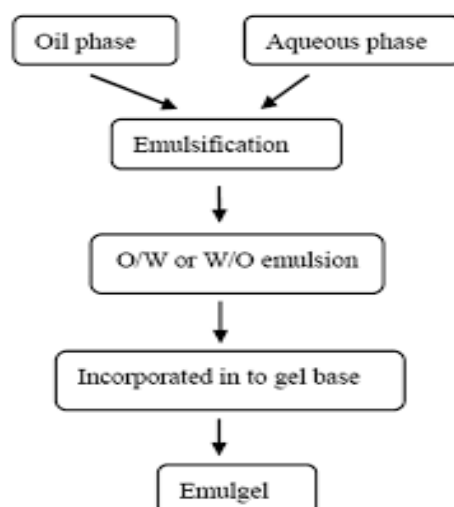 Oil phase
Aqueous phase
Emulsification
O/W or W/O emulsion
Incorporated in to gel base
Emulgel